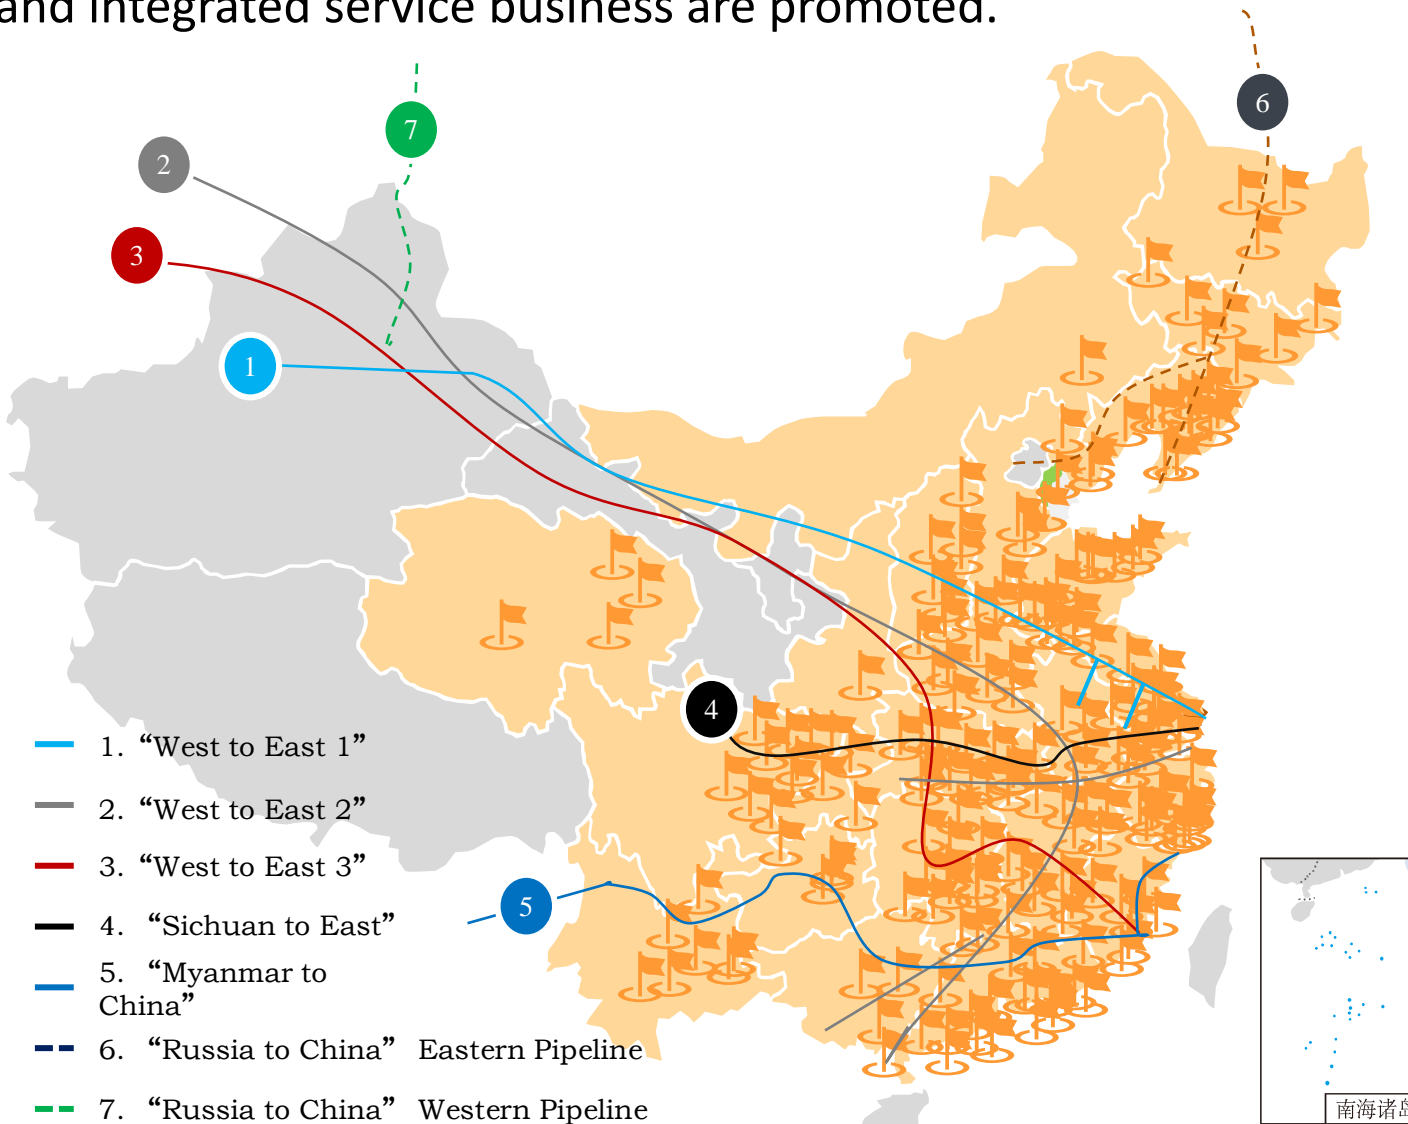 and integrated service business are promoted.
6
7
2
3
1
4
5
1. “West to East 1”
2. “West to East 2”
3. “West to East 3”
4. “Sichuan to East”
5. “Myanmar to
China”
6. “Russia to China” Eastern Pipeline
7. “Russia to China” Western Pipeline
南海诸岛